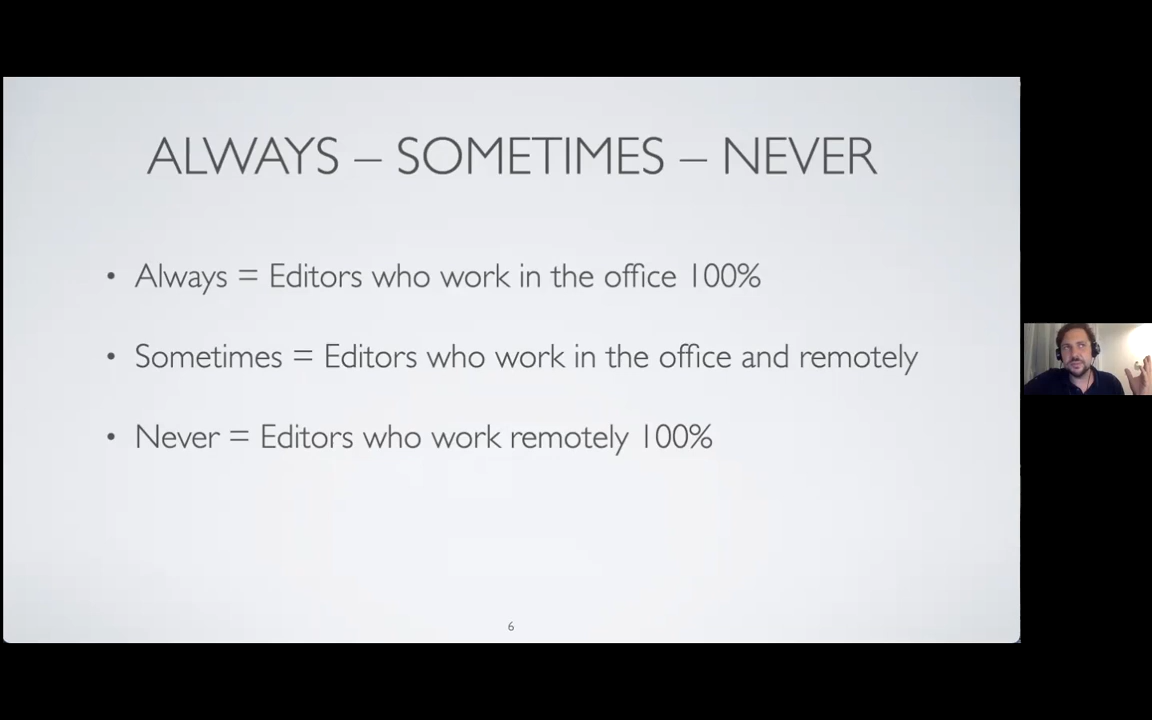 ALWAYS – SOMETIMES – NEVER
• Always = Editors who work in the office 100%
• Sometimes = Editors who work in the office and remotely
• Never = Editors who work remotely 100%
6